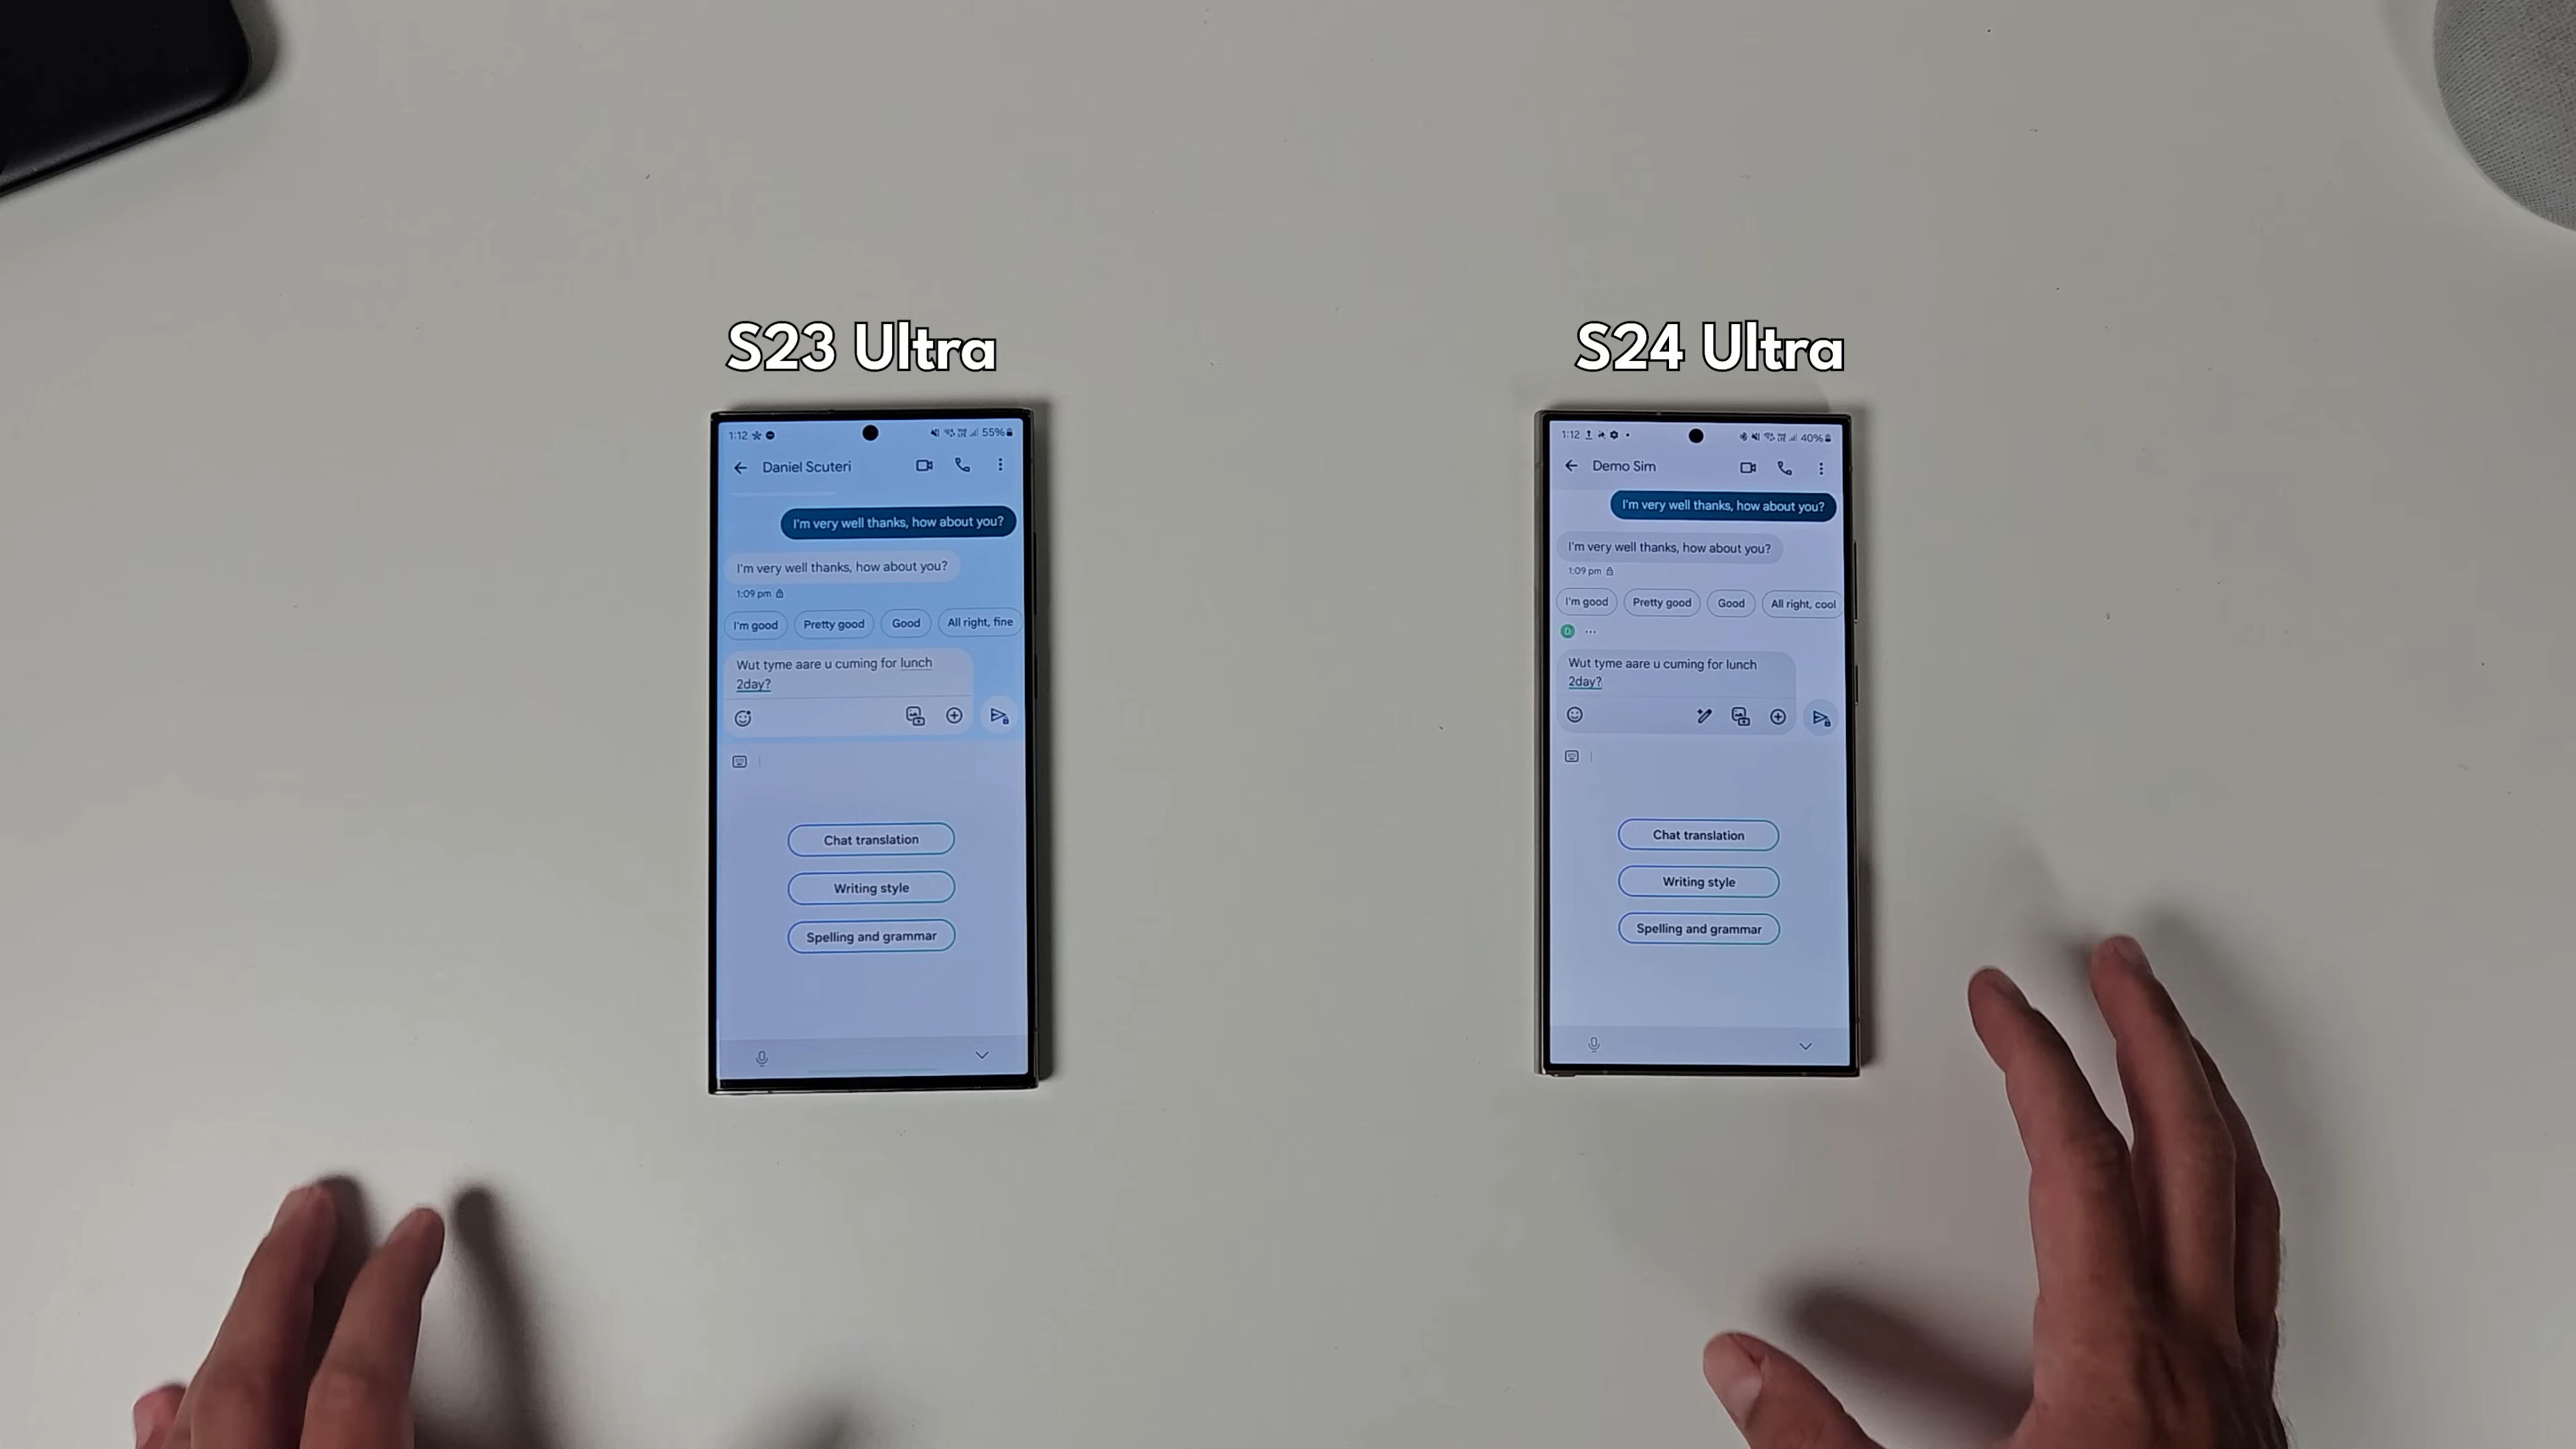 S23 Ultra
1:12
55%
Daniel Scuteri
I'm very well thanks, how about you?
I'm very well thanks, how about you?
1:09 pm
I'm good
Pretty good
Good
All right, fine
Wut tyme aare u cuming for lunch
2day?
Chat translation
Writing style
Spelling and grammar
S24 Ultra
1:12
40%
Demo Sim
I'm very well thanks, how about you?
I'm very well thanks, how about you?
1:09 pm
I'm good
Pretty good
Good
All right, cool
D
Wut tyme aare u cuming for lunch
2day?
Chat translation
Writing style
Spelling and grammar